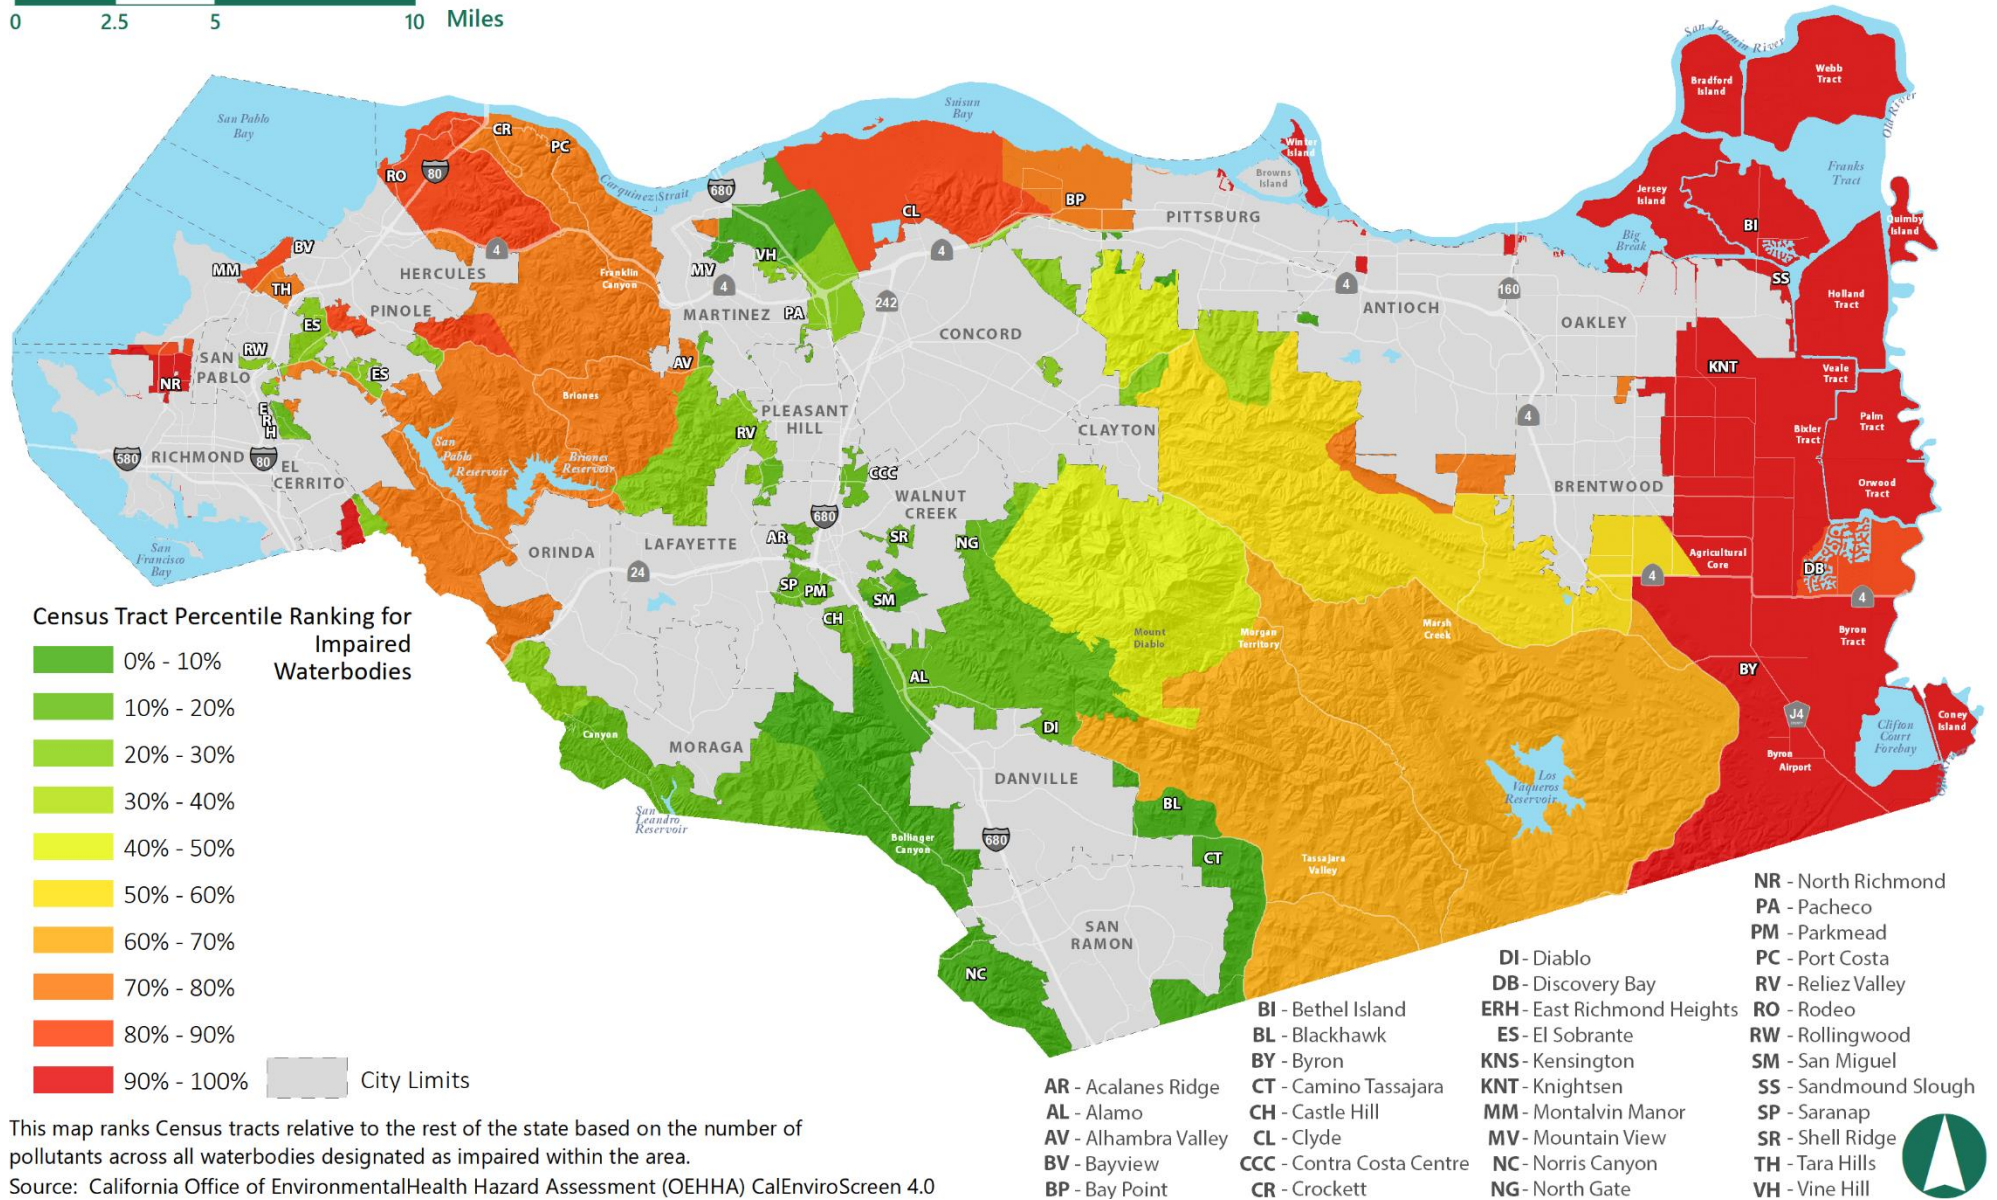 0 2.5 5 10 Miles
San Joaquin River
Webb
Tract
Bradford
Island
Old River
San Pablo
Bay
Suisun
Bay
CR
PC
RO
80
Carquinez Strait
680
Winter
Island
Browns
Island
Franks
Tract
Jersey
Island
BP
CL
PITTSBURG
BI
Quimby
Island
Big
Break
BV
MM
4
HERCULES
TH
Franklin
Canyon
VH
MV
4
4
SS
4
160
Holland
Tract
242
ES
PINOLE
MARTINEZ
PA
CONCORD
ANTIOCH
OAKLEY
RW
SAN
PABLO
NR
ES
AV
KNT
Veale
Tract
Briones
E
R
H
PLEASANT
HILL
RV
CLAYTON
4
Palm
Tract
Bixler
Tract
580
RICHMOND
80
EL
CERRITO
San
Pablo
Reservoir
Briones
Reservoir
CCC
WALNUT
CREEK
BRENTWOOD
Orwood
Tract
680
San
Francisco
Bay
ORINDA
LAFAYETTE
AR
SR
NG
Agricultural
Core
24
SP
PM
SM
4
DB
4
CH
Mount
Diablo
Morgan
Territory
Marsh
Creek
Byron
Tract
AL
BY
DI
Canyon
MORAGA
J4
Coney
Island
Clifton
Court
Forebay
Byron
Airport
DANVILLE
Los
Vaqueros
Reservoir
BL
San
Leandro
Reservoir
Bollinger
Canyon
680
CT
Tassajara
Valley
SAN
RAMON
NC
Census Tract Percentile Ranking for
Impaired
Waterbodies
0% - 10%
10% - 20%
20% - 30%
30% - 40%
40% - 50%
50% - 60%
60% - 70%
70% - 80%
80% - 90%
90% - 100%
City Limits
AR - Acalanes Ridge
AL - Alamo
AV - Alhambra Valley
BV - Bayview
BP - Bay Point
BI - Bethel Island
BL - Blackhawk
BY - Byron
CT - Camino Tassajara
CH - Castle Hill
CL - Clyde
CCC - Contra Costa Centre
CR - Crockett
DI - Diablo
DB - Discovery Bay
ERH - East Richmond Heights
ES - El Sobrante
KNS - Kensington
KNT - Knightsen
MM - Montalvin Manor
MV - Mountain View
NC - Norris Canyon
NG - North Gate
NR - North Richmond
PA - Pacheco
PM - Parkmead
PC - Port Costa
RV - Reliez Valley
RO - Rodeo
RW - Rollingwood
SM - San Miguel
SS - Sandmound Slough
SP - Saranap
SR - Shell Ridge
TH - Tara Hills
VH - Vine Hill
This map ranks Census tracts relative to the rest of the state based on the number of
pollutants across all waterbodies designated as impaired within the area.
Source: California Office of EnvironmentalHealth Hazard Assessment (OEHHA) CalEnviroScreen 4.0